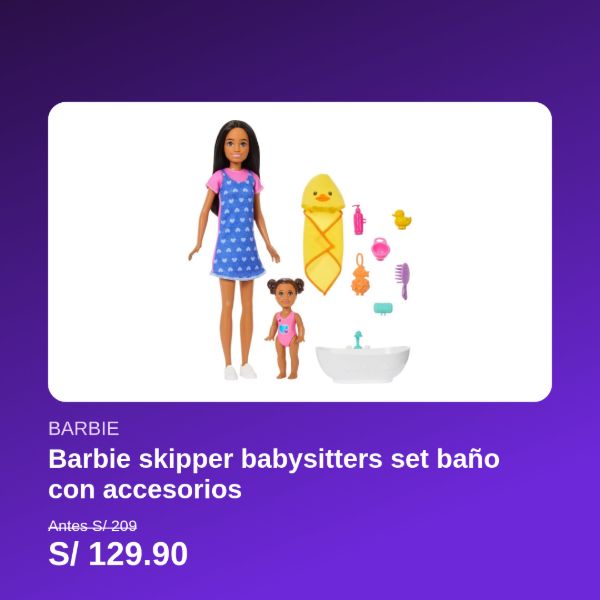 BARBIE
Barbie skipper babysitters set baño
con accesorios
Antes S/ 209
S/ 129.90